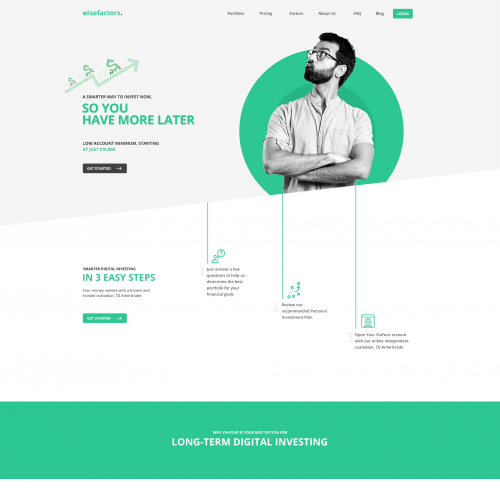 wisefactors.
Portfolio Pricing Factors About Us FAQ Blog LOGIN
A SMARTER WAY TO INVEST NOW,
SO YOU
HAVE MORE LATER
LOW ACCOUNT MINIMUM, STARTING
AT JUST $10,000
GET STARTED
SMARTER DIGITAL INVESTING
IN 3 EASY STEPS
Your money resides with a known and
trusted custodian, TD Ameritrade
GET STARTED
1
Just answer a few
questions to help us
determine the best
portfolio for your
financial goals
2
Review our
recommended Personal
Investment Plan
3
Open Your ViaFour account
with our online independent
custodian, TD Ameritrade
WHY VIAFOUR IS YOUR BEST OPTION FOR
LONG-TERM DIGITAL INVESTING